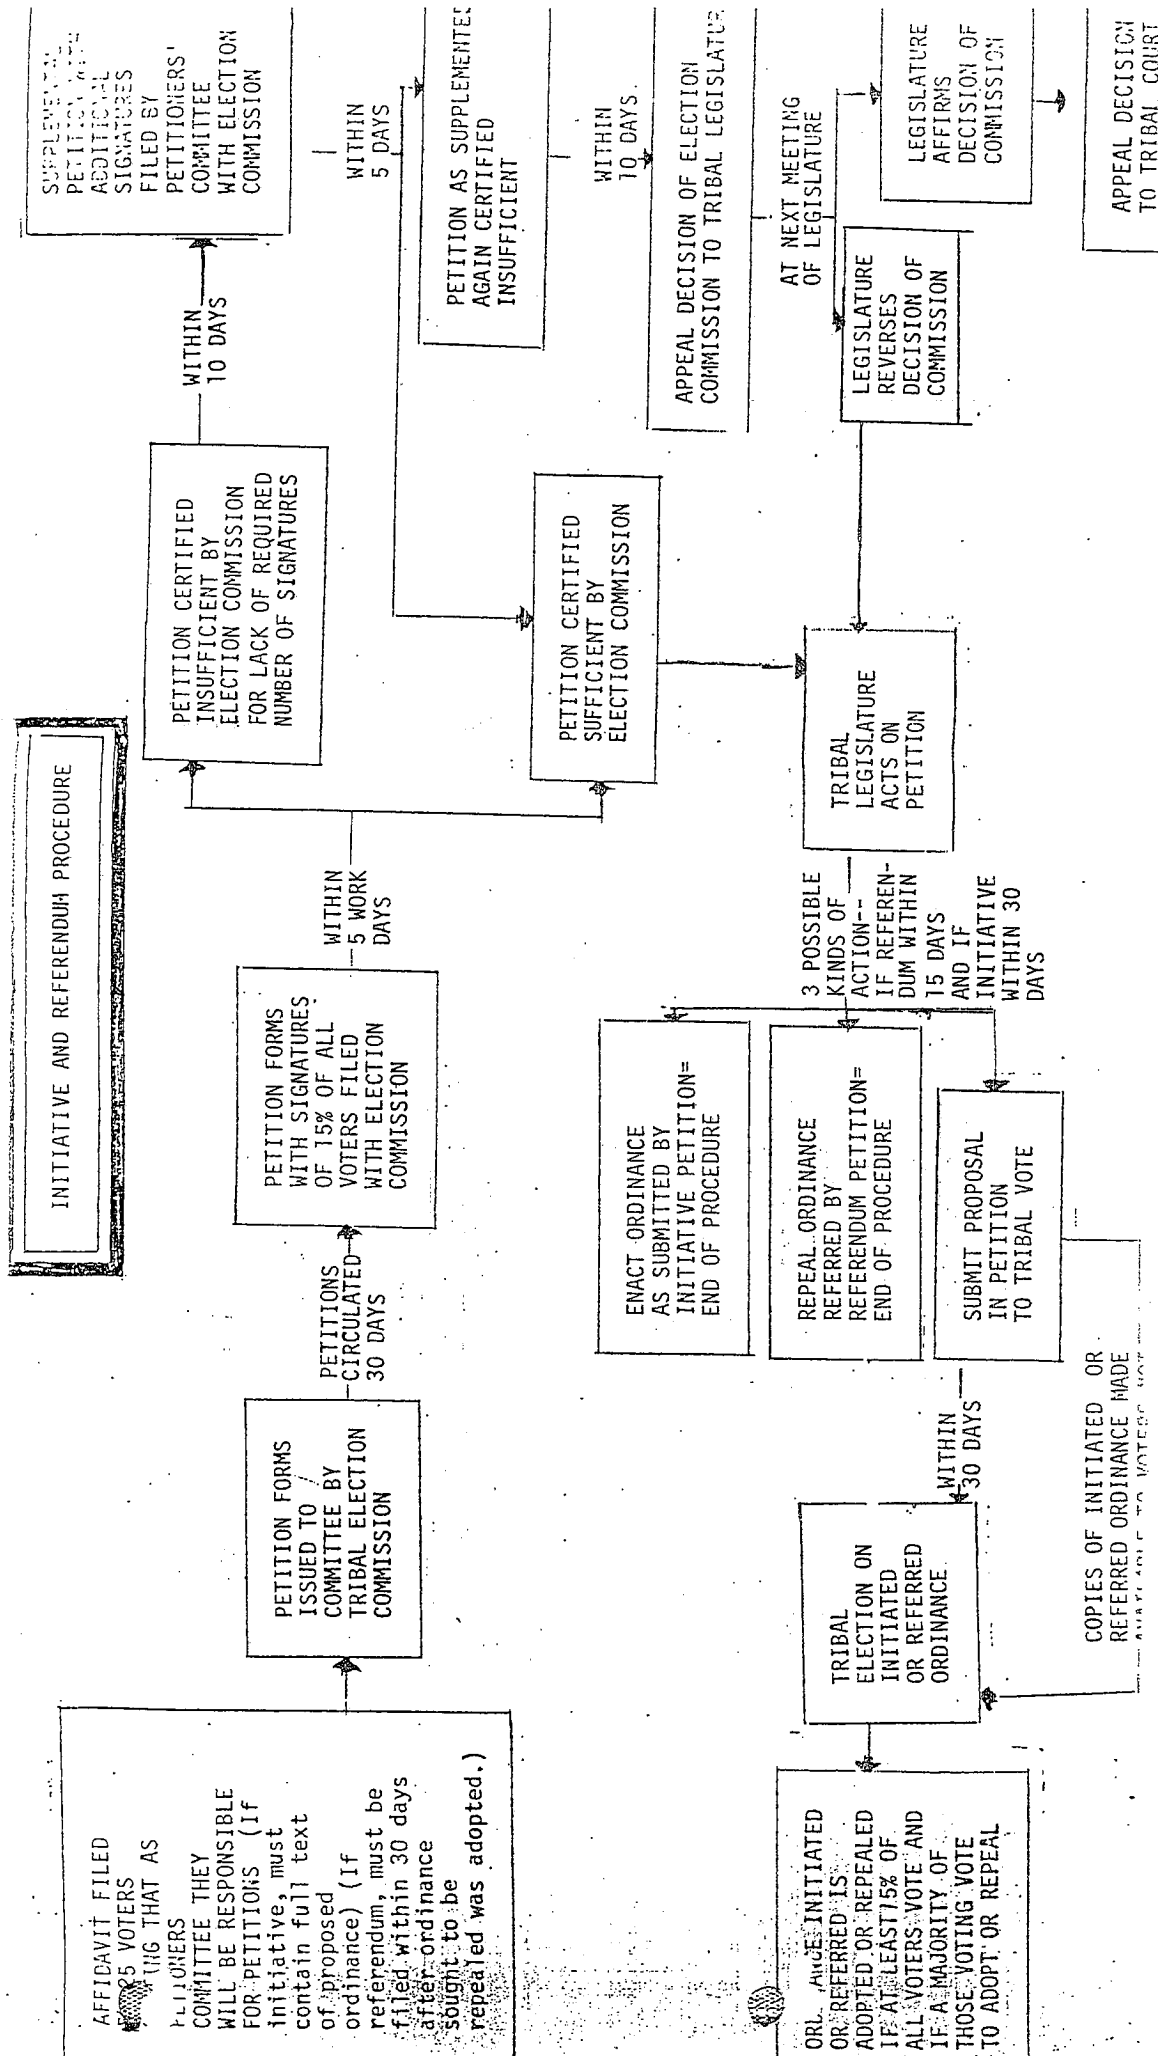 INITIATIVE AND REFERENDUM PROCEDURE
AFFIDAVIT FILED
25 VOTERS
THAT AS
COMMITTEE THEY
WILL BE RESPONSIBLE
FOR PETITIONS (If
initiative, must
contain full text
of proposed
ordinance) (If
referendum, must be
filed within 30 days
after ordinance
sought to be
repealed was adopted.)
PETITION FORMS
ISSUED TO
COMMITTEE BY
TRIBAL ELECTION
COMMISSION
PETITIONS
CIRCULATED
30 DAYS
PETITION FORMS
WITH SIGNATURES
OF 15% OF ALL
VOTERS FILED
WITH ELECTION
COMMISSION
WITHIN
5 WORK
DAYS
PETITION CERTIFIED
INSUFFICIENT BY
ELECTION COMMISSION
FOR LACK OF REQUIRED
NUMBER OF SIGNATURES
WITHIN
10 DAYS
SUPPLEMENTAL
PETITION WITH
ADDITIONAL
SIGNATURES
FILED BY
PETITIONERS'
COMMITTEE
WITH ELECTION
COMMISSION
WITHIN
5 DAYS
PETITION AS SUPPLEMENTED
AGAIN CERTIFIED
INSUFFICIENT
PETITION CERTIFIED
SUFFICIENT BY
ELECTION COMMISSION
WITHIN
10 DAYS.
APPEAL DECISION OF ELECTION
COMMISSION TO TRIBAL LEGISLATUR
AT NEXT MEETING
OF LEGISLATURE
LEGISLATURE
AFFIRMS
DECISION OF
COMMISSION
LEGISLATURE
REVERSES
DECISION OF
COMMISSION
APPEAL DECISION
TO TRIBAL COURT
TRIBAL
LEGISLATURE
ACTS ON
PETITION
3 POSSIBLE
KINDS OF
ACTION--
IF REFEREN-
DUM WITHIN
15 DAYS
AND IF
INITIATIVE
WITHIN 30
DAYS
ENACT ORDINANCE
AS SUBMITTED BY
INITIATIVE PETITION=
END OF PROCEDURE
REPEAL ORDINANCE
REFERRED BY
REFERENDUM PETITION=
END OF PROCEDURE
SUBMIT PROPOSAL
IN PETITION
TO TRIBAL VOTE
WITHIN
30 DAYS
COPIES OF INITIATED OR
REFERRED ORDINANCE MADE
TRIBAL
ELECTION ON
INITIATED
OR REFERRED
ORDINANCE
INITIATED
OR REFERRED IS
ADOPTED OR REPEALED
IF AT LEAST 15% OF
ALL VOTERS VOTE AND
IF A MAJORITY OF
THOSE VOTING VOTE
TO ADOPT OR REPEAL